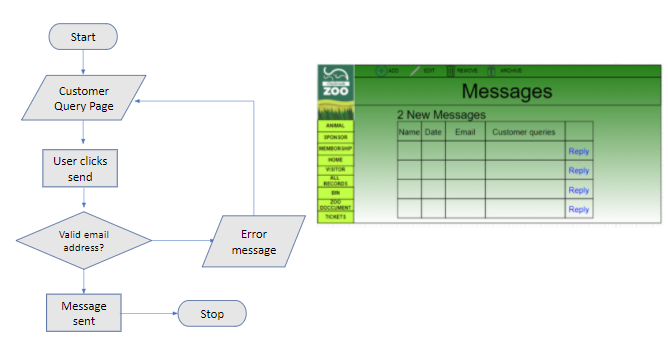 Start
Customer
Query Page
User clicks
send
Valid email
address?
Error
message
Message
sent
Stop
ADD
EDIT
REMOVE
ARCHIVE
ZOO
Messages
2 New Messages
Name Date Email Customer queries
Reply
Reply
Reply
Reply
ANIMAL
SPONSOR
MEMBORSHIP
HOME
VISITOR
ALL
RECORDS
BIN
ZOO
DOCCUMENT
TICKETS